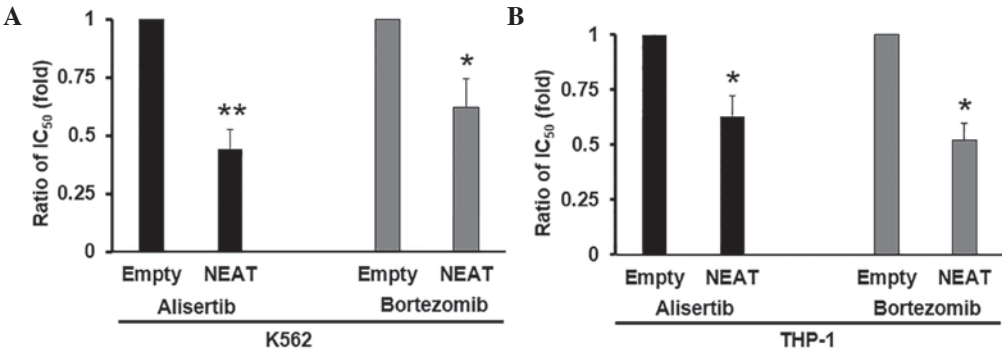 A
Ratio of IC50 (fold)
1
0.75
0.5
0.25
0
**
*
Empty NEAT Empty NEAT
Alisertib Bortezomib
K562
B
Ratio of IC50 (fold)
1
0.75
0.5
0.25
0
*
*
Empty NEAT Empty NEAT
Alisertib Bortezomib
THP-1